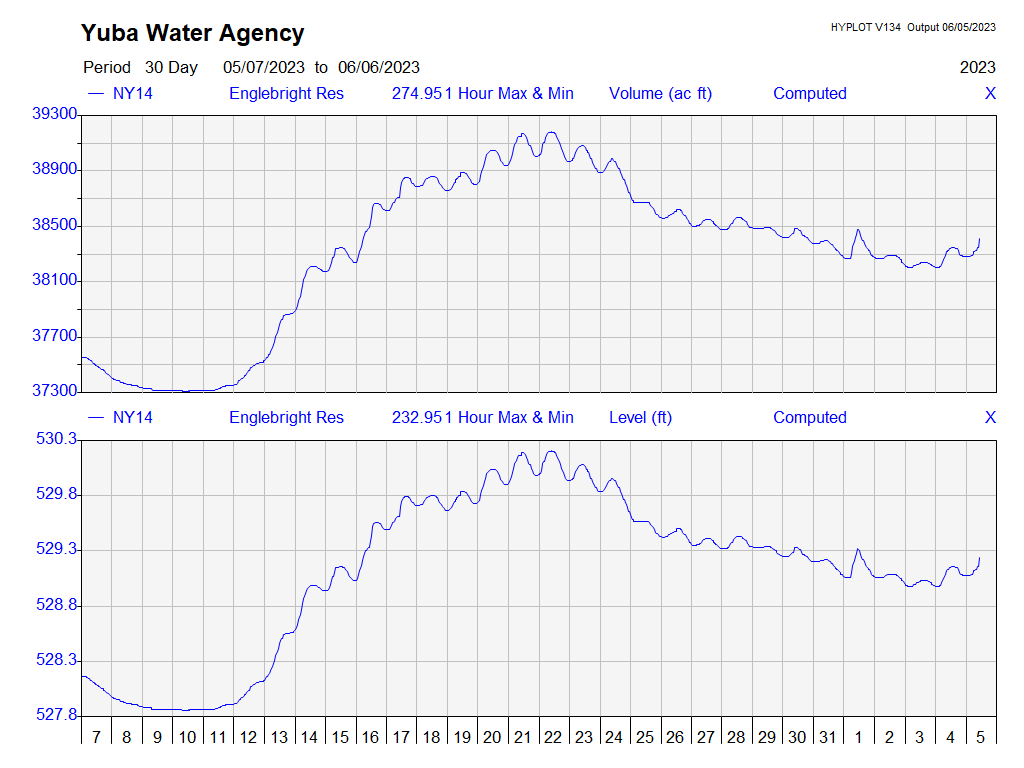 Yuba Water Agency
HYPLOT V134 Output 06/05/2023
Period 30 Day 05/07/2023 to 06/06/2023
2023
NY14 Englebright Res 274.951 Hour Max & Min Volume (ac ft) Computed X
39300
38900
38500
38100
37700
37300
NY14 Englebright Res 232.951 Hour Max & Min Level (ft) Computed X
530.3
529.8
529.3
528.8
528.3
527.8
7 8 9 10 11 12 13 14 15 16 17 18 19 20 21 22 23 24 25 26 27 28 29 30 31 1 2 3 4 5